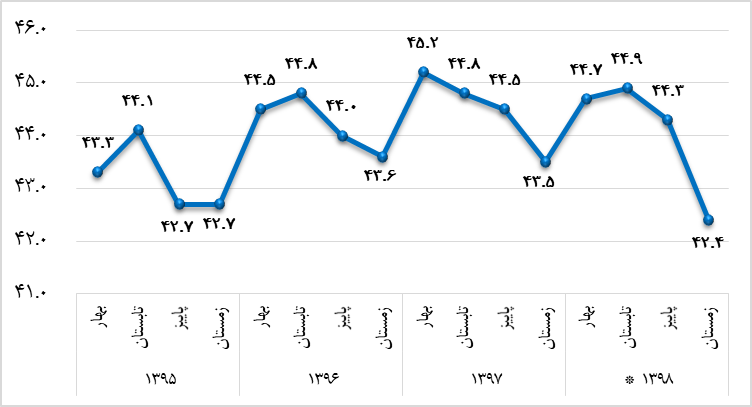 ۴۶.۰
۴۵.۰
۴۴.۰
۴۳.۰
۴۲.۰
۴۱.۰
۴۳.۳
۴۴.۱
۴۲.۷
۴۲.۷
۴۴.۵
۴۴.۸
۴۴.۰
۴۳.۶
۴۵.۲
۴۴.۸
۴۴.۵
۴۳.۵
۴۴.۷
۴۴.۹
۴۴.۳
۴۲.۴
بهار
تابستان
پاییز
زمستان
بهار
تابستان
پاییز
زمستان
بهار
تابستان
پاییز
زمستان
بهار
تابستان
پاییز
زمستان
۱۳۹۵
۱۳۹۶
۱۳۹۷
۱۳۹۸ *